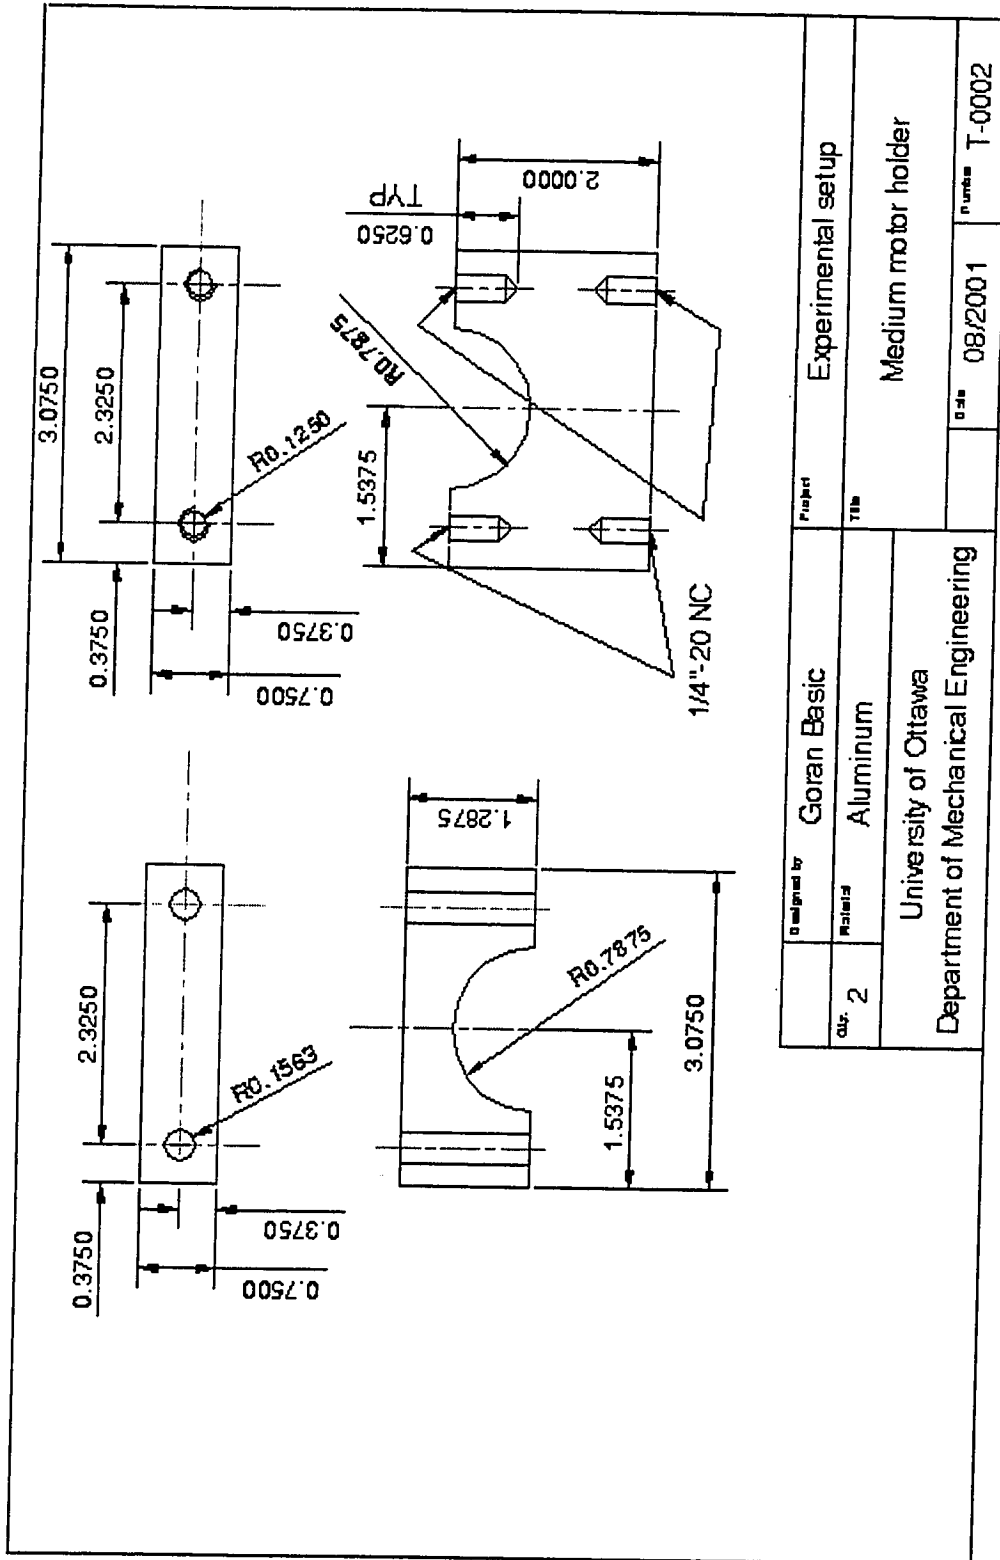 0.3750
2.3250
R0.1563
0.3750
0.7500
3.0750
2.3250
0.3750
R0.1250
0.3750
0.7500
1.2875
R0.7875
1.5375
3.0750
1.5375
R0.7875
0.6250
TYP
2.0000
1/4"-20 NC
Designed by
Goran Basic
Project
Experimental setup
Qty.
2
Material
Aluminum
Title
Medium motor holder
University of Ottawa
Department of Mechanical Engineering
Date
08/2001
Number
T-0002